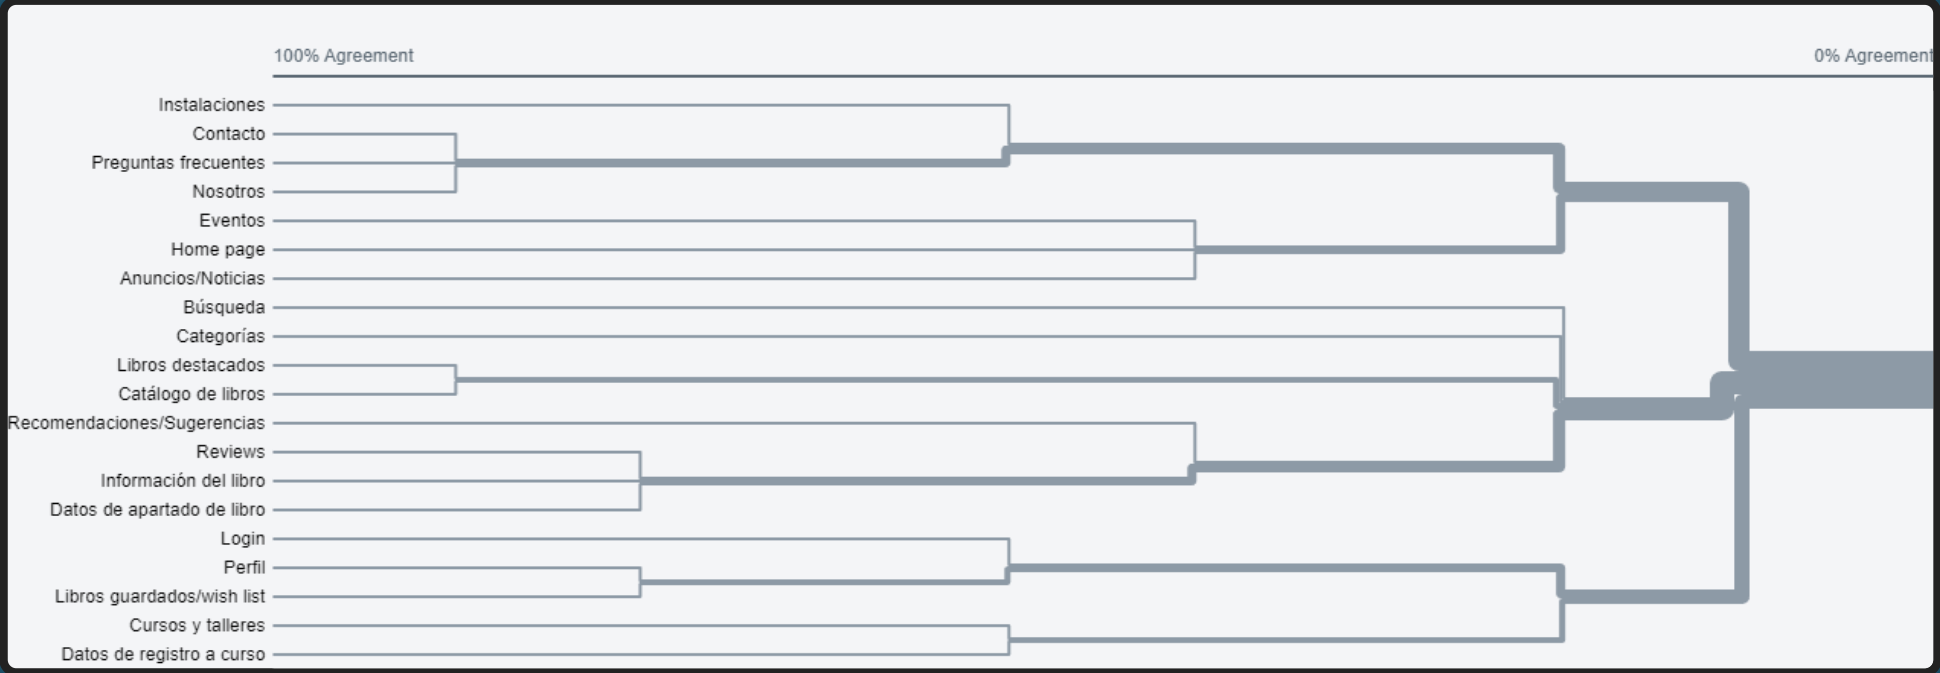 100% Agreement
0% Agreement
Instalaciones
Contacto
Preguntas frecuentes
Nosotros
Eventos
Home page
Anuncios/Noticias
Búsqueda
Categorías
Libros destacados
Catálogo de libros
Recomendaciones/Sugerencias
Reviews
Información del libro
Datos de apartado de libro
Login
Perfil
Libros guardados/wish list
Cursos y talleres
Datos de registro a curso